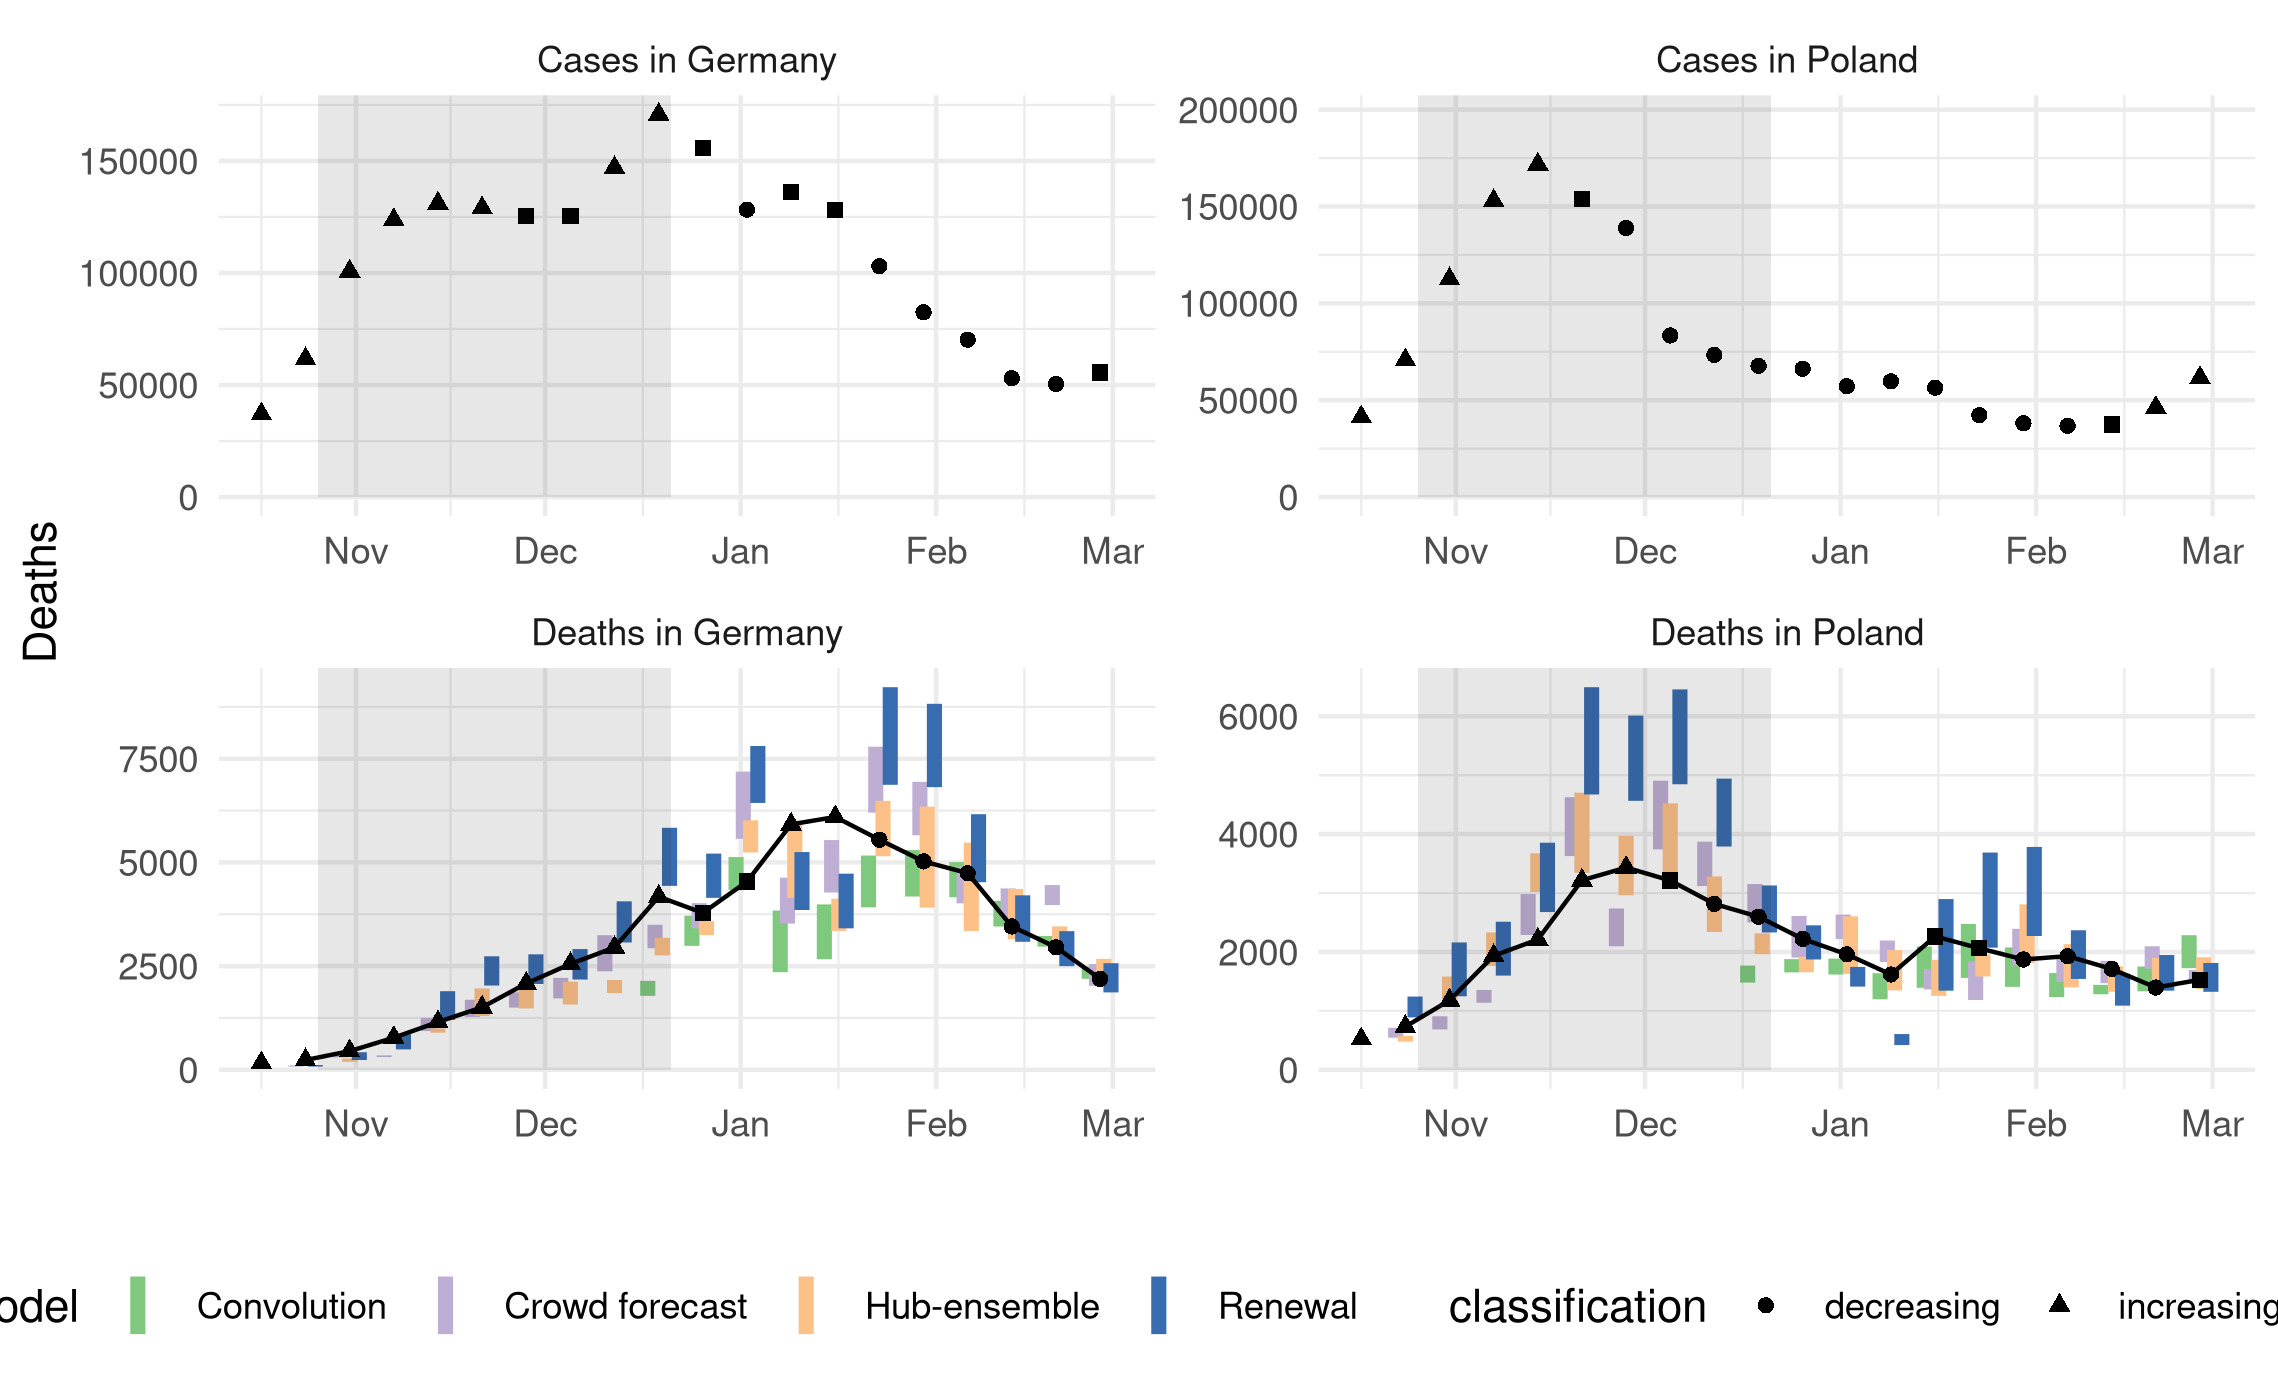 Cases in Germany
Cases in Poland
150000
100000
50000
0
200000
150000
100000
50000
0
Nov Dec Jan Feb Mar
Nov Dec Jan Feb Mar
Deaths
Deaths in Germany
Deaths in Poland
7500
5000
2500
0
6000
4000
2000
0
Nov Dec Jan Feb Mar
Nov Dec Jan Feb Mar
odel Convolution Crowd forecast Hub-ensemble Renewal classification decreasing increasing